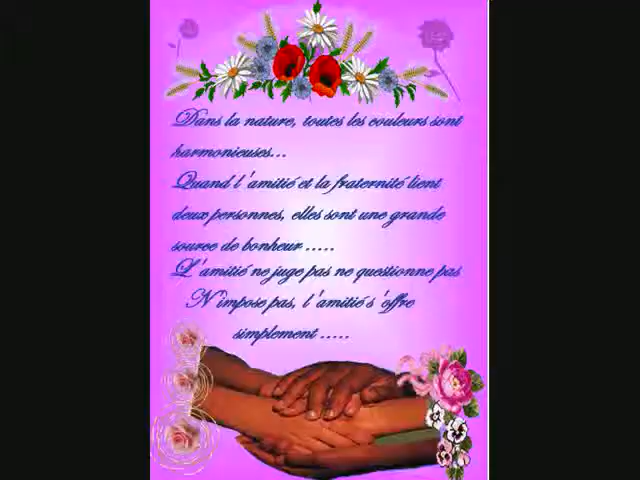 Dans la nature, toutes les couleurs sont
harmonieuses...
Quand l'amitié et la fraternité lient
deux personnes, elles sont une grande
source de bonheur .....
L'amitié ne juge pas ne questionne pas
N'impose pas, l'amitié s'offre
simplement .....